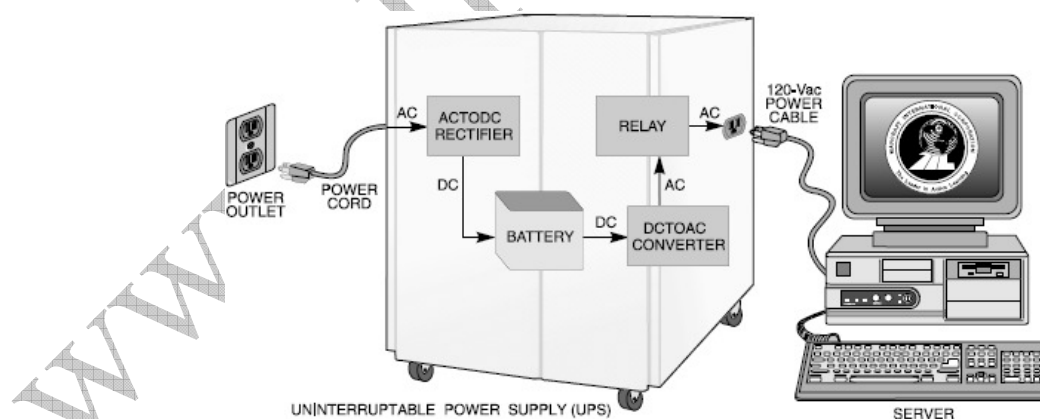 120-Vac
POWER
CABLE
AC
ACTODC
RECTIFIER
RELAY
AC
DC
AC
POWER
OUTLET
POWER
CORD
BATTERY
DC
DCTOAC
CONVERTER
UNINTERRUPTABLE POWER SUPPLY (UPS)
SERVER
WWW